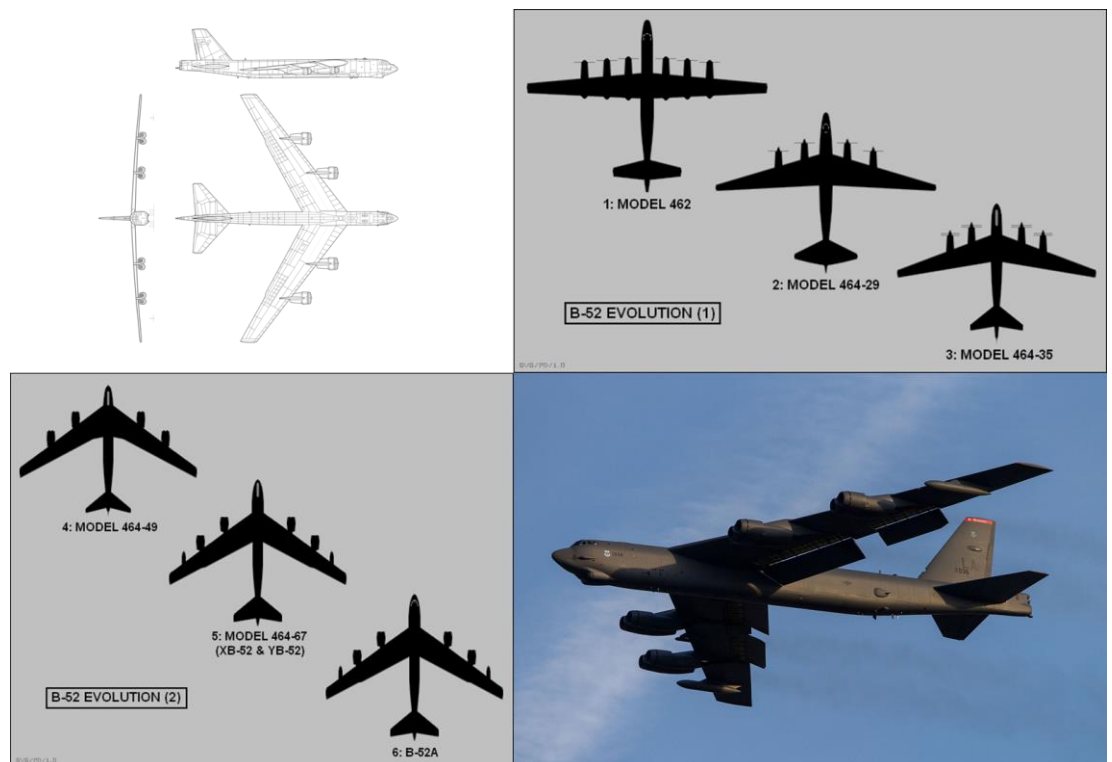 1: MODEL 462
2: MODEL 464-29
3: MODEL 464-35
B-52 EVOLUTION (1)
4: MODEL 464-49
5: MODEL 464-67
(XB-52 & YB-52)
6: B-52A
B-52 EVOLUTION (2)